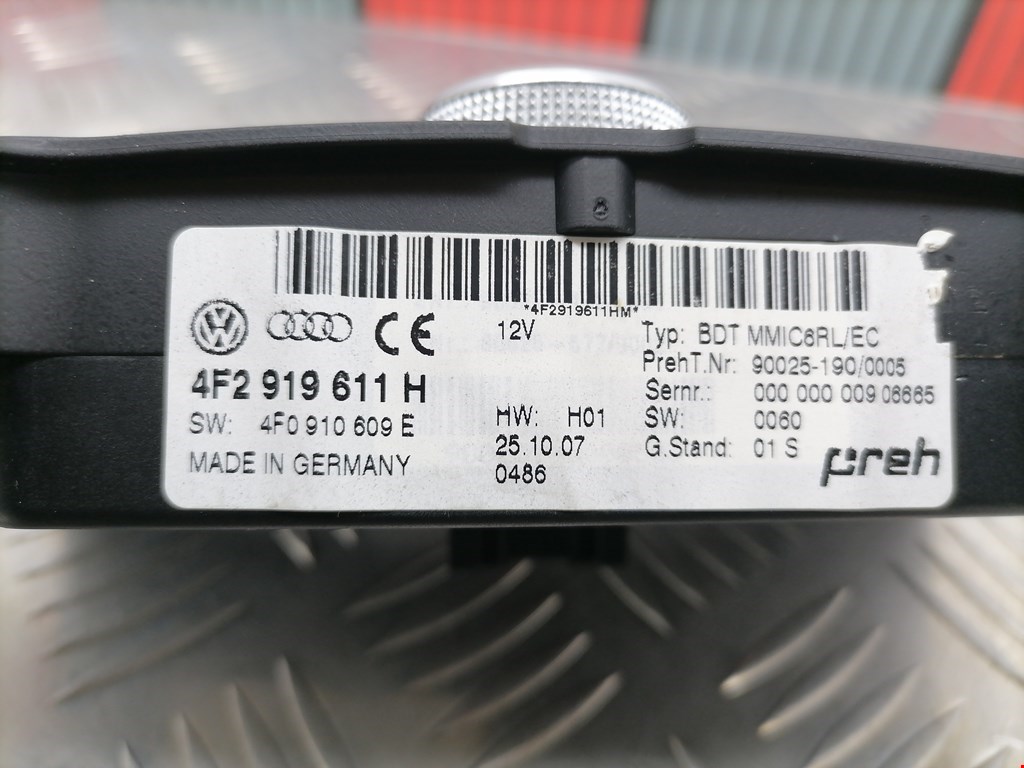 *4F2919611HM*
CE
12V
4F2 919 611 H
SW: 4F0 910 609 E
MADE IN GERMANY
HW: H01
25.10.07
0486
Typ: BDT MMIC6RL/EC
PrehT.Nr: 90025-190/0005
Sernr.: 000 000 009 08665
SW: 0060
G.Stand: 01 S
preh